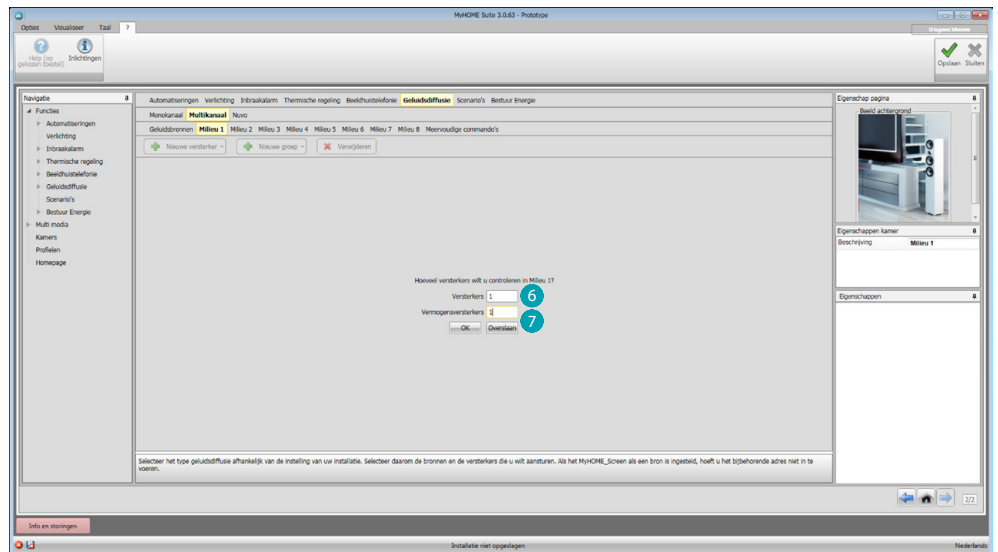 MyHOME Suite 3.0.63 - Prototype
Opties Visualiseer Taal ?
Help (op gekozen toestel)
Inlichtingen
Opslaan Sluiten
Navigatie
Functies
Automatiseringen
Verlichting
Inbraakalarm
Thermische regeling
Beeldhuistelefonie
Geluidsdiffusie
Scenario's
Bestuur Energie
Multi media
Kamers
Profielen
Homepage
Automatiseringen Verlichting Inbraakalarm Thermische regeling Beeldhuistelefonie Geluidsdiffusie Scenario's Bestuur Energie
Monokanaal Multikanaal Nuvo
Geluidsbronnen Milieu 1 Milieu 2 Milieu 3 Milieu 4 Milieu 5 Milieu 6 Milieu 7 Milieu 8 Meervoudige commando's
Nieuwe versterker Nieuwe groep Verwijderen
Hoeveel versterkers wilt u controleren in Milieu 1?
Versterkers 1 6
Vermogensversterkers 1 7
OK Overslaan
Selecteer het type geluidsdiffusie afhankelijk van de instelling van uw installatie. Selecteer daarom de bronnen en de versterkers die u wilt aansturen. Als het MyHOME_Screen als een bron is ingesteld, hoeft u het bijbehorende adres niet in te
voeren.
Eigenschap pagina
Beeld achtergrond
Eigenschappen kamer
Beschrijving Milieu 1
Eigenschappen
2/2
Info en storingen
Installatie niet opgeslagen
Nederlands